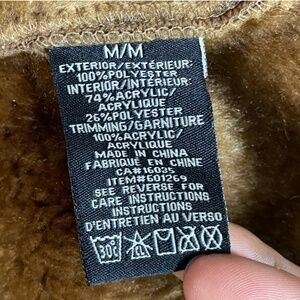 M/M
EXTERIOR/EXTÉRIEUR:
100%POLYESTER
INTERIOR/INTÉRIEUR:
74%ACRYLIC/
ACRYLIQUE
26%POLYESTER
TRIMMING/GARNITURE
100%ACRYLIC/
ACRYLIQUE
MADE IN CHINA
FABRIQUÉ EN CHINE
CA#16035
ITEM#601269
SEE REVERSE FOR
CARE INSTRUCTIONS
INSTRUCTIONS
D'ENTRETIEN AU VERSO
30C